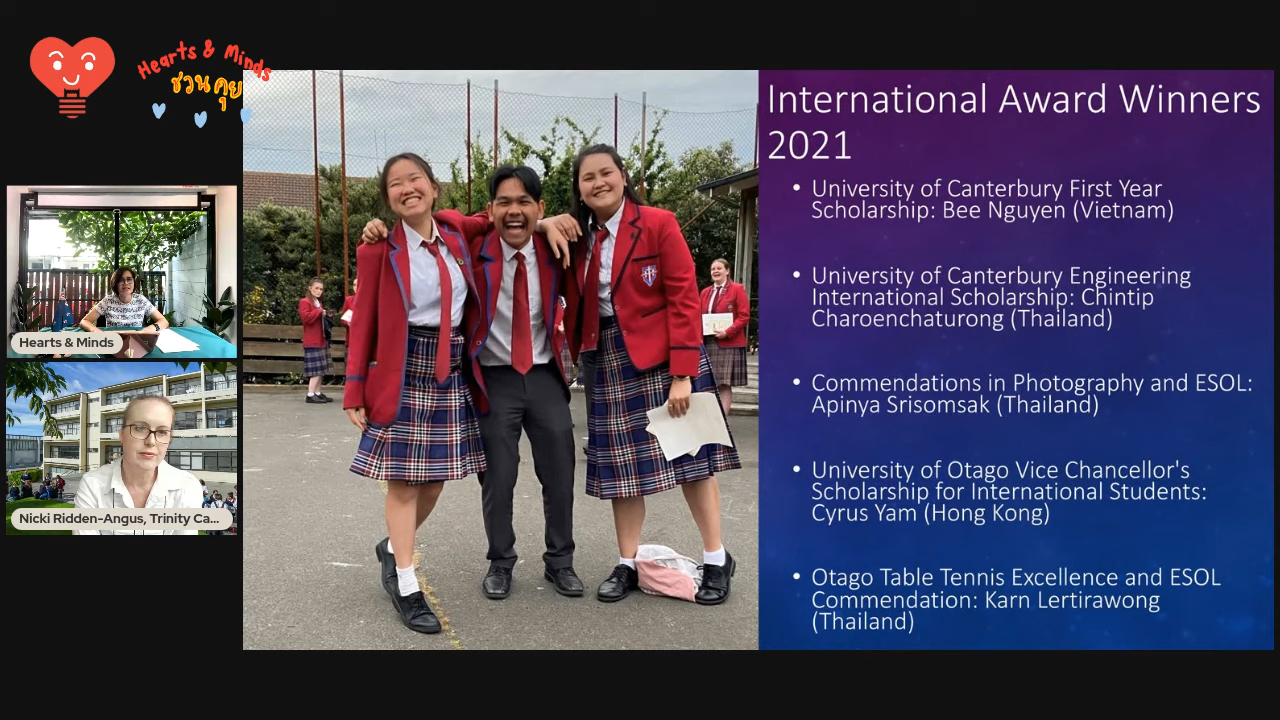 Hearts & Minds
ชวนคุย
International Award Winners
2021
• University of Canterbury First Year
Scholarship: Bee Nguyen (Vietnam)
• University of Canterbury Engineering
International Scholarship: Chintip
Charoenchaturong (Thailand)
• Commendations in Photography and ESOL:
Apinya Srisomsak (Thailand)
• University of Otago Vice Chancellor's
Scholarship for International Students:
Cyrus Yam (Hong Kong)
• Otago Table Tennis Excellence and ESOL
Commendation: Karn Lertirawong
(Thailand)
Hearts & Minds
Nicki Ridden-Angus, Trinity Ca...